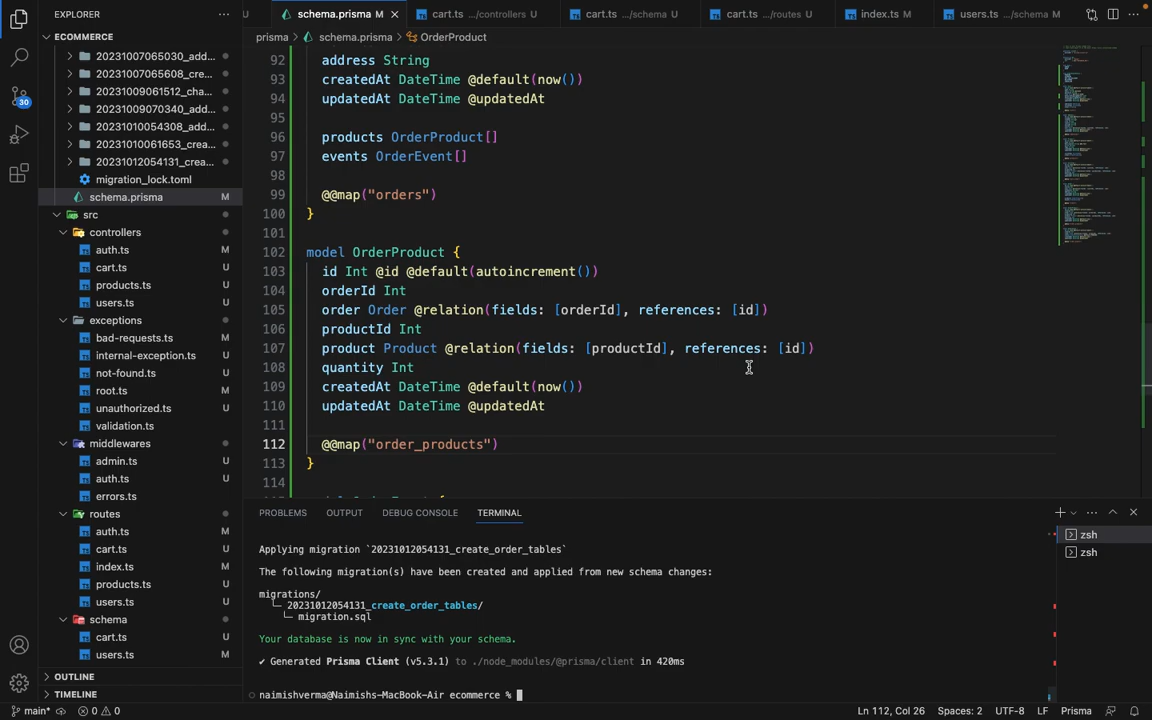 EXPLORER
···
U
schema.prisma M
cart.ts .../controllers U
cart.ts .../schema U
cart.ts .../routes U
index.ts M
users.ts .../schema M
···
ECOMMERCE
20231007065030_add...
20231007065608_cre...
20231009061512_cha...
20231009070340_add...
20231010054308_add...
20231010061653_crea...
20231012054131_crea...
migration_lock.toml
schema.prisma M
src
controllers
auth.ts M
cart.ts U
products.ts U
users.ts U
exceptions
bad-requests.ts U
internal-exception.ts U
not-found.ts U
root.ts U
unauthorized.ts U
validation.ts U
middlewares
admin.ts U
auth.ts U
errors.ts U
routes
auth.ts M
cart.ts U
index.ts M
products.ts U
users.ts U
schema
cart.ts U
users.ts U
OUTLINE
TIMELINE
30
prisma > schema.prisma > OrderProduct
92 address String
93 createdAt DateTime @default(now())
94 updatedAt DateTime @updatedAt
95
96 products OrderProduct[]
97 events OrderEvent[]
98
99 @@map("orders")
100 }
101
102 model OrderProduct {
103 id Int @id @default(autoincrement())
104 orderId Int
105 order Order @relation(fields: [orderId], references: [id])
106 productId Int
107 product Product @relation(fields: [productId], references: [id])
108 quantity Int
109 createdAt DateTime @default(now())
110 updatedAt DateTime @updatedAt
111
112 @@map("order_products")
113 }
114
PROBLEMS OUTPUT DEBUG CONSOLE TERMINAL
Applying migration `20231012054131_create_order_tables`
The following migration(s) have been created and applied from new schema changes:
migrations/
└─ 20231012054131_create_order_tables/
└─ migration.sql
Your database is now in sync with your schema.
✔ Generated Prisma Client (v5.3.1) to ./node_modules/@prisma/client in 420ms
naimishverma@Naimishs-MacBook-Air ecommerce %
zsh
zsh
main* 0 0 Ln 112, Col 26 Spaces: 2 UTF-8 LF Prisma